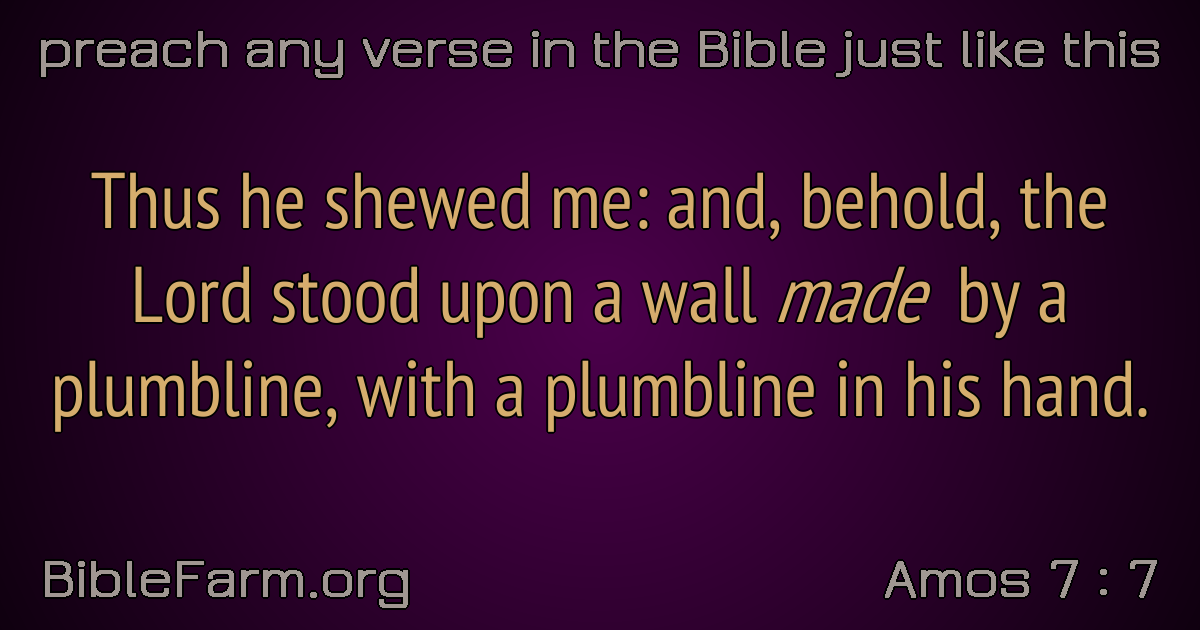 preach any verse in the Bible just like this
Thus he shewed me: and, behold, the
Lord stood upon a wall made by a
plumbline, with a plumbline in his hand.
BibleFarm.org
Amos 7 : 7